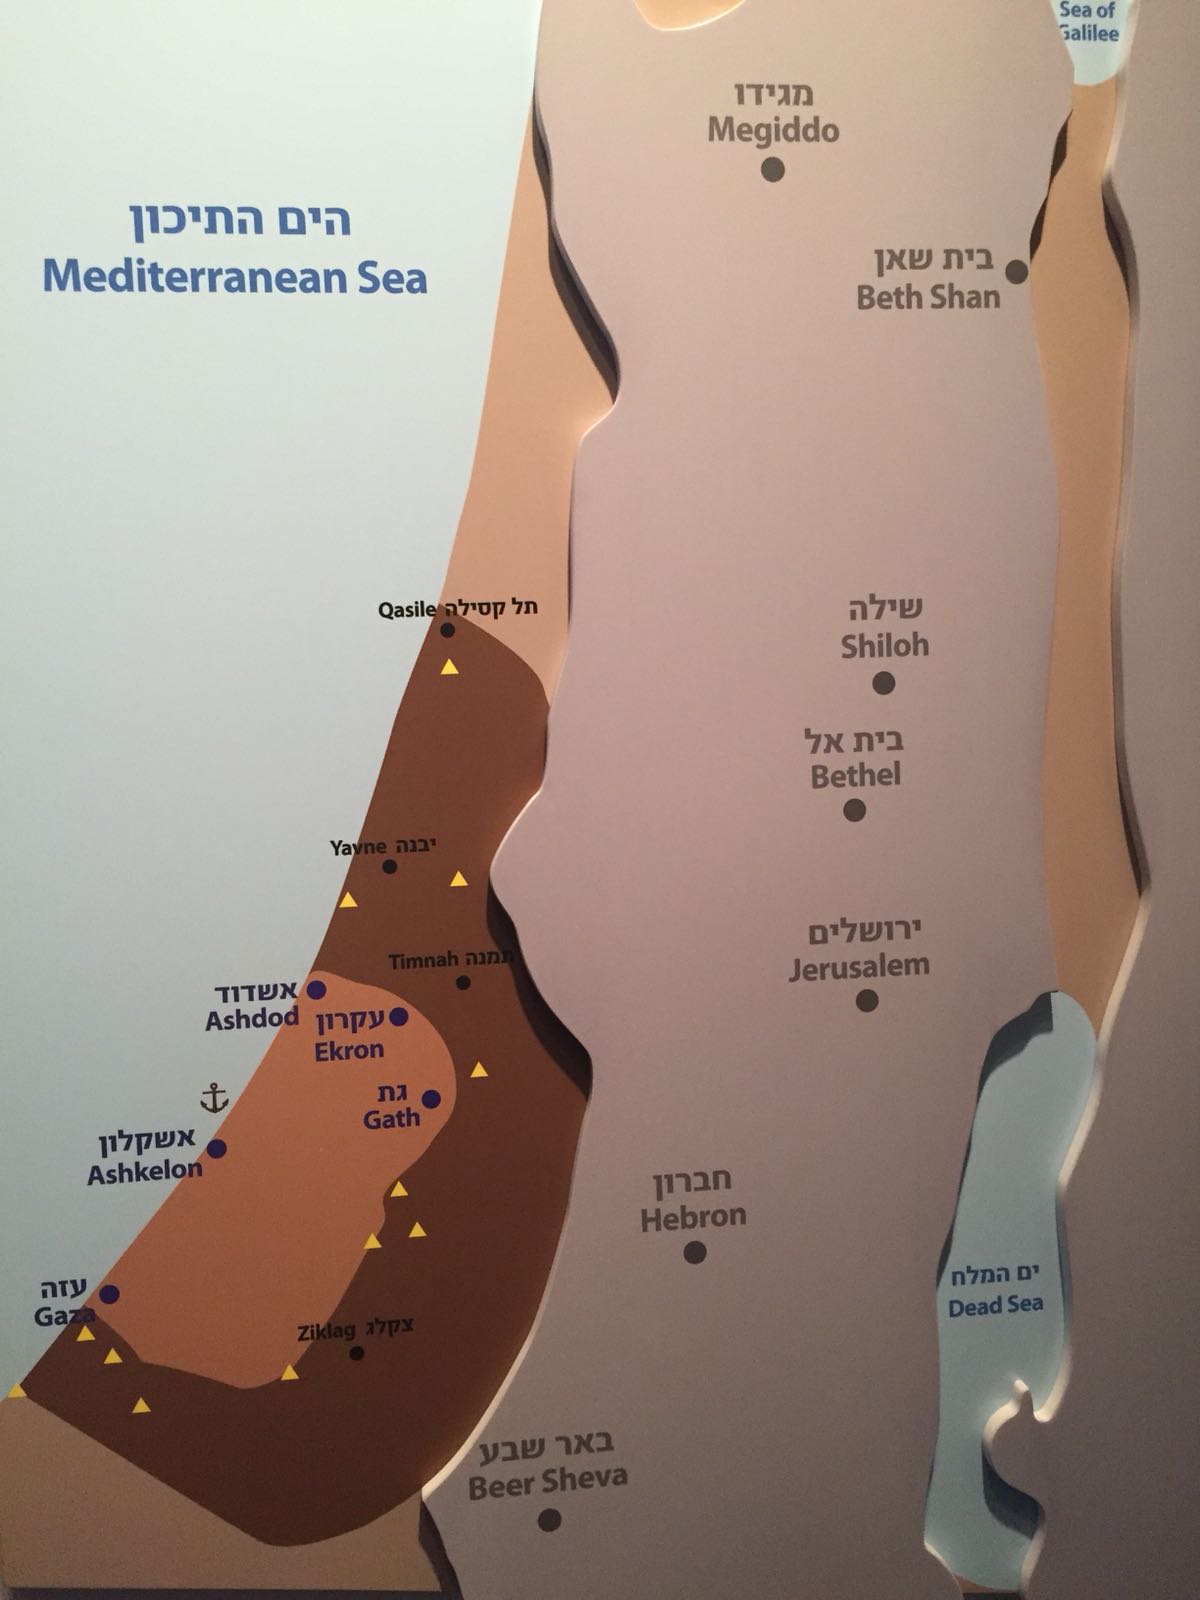 Sea of
Galilee
מגידו
Megiddo
הים התיכון
Mediterranean Sea
בית שאן
Beth Shan
Qasile תל קסילה
שילה
Shiloh
בית אל
Bethel
Yavne יבנה
ירושלים
Jerusalem
Timnah תמנה
אשדוד
Ashdod
עקרון
Ekron
גת
Gath
אשקלון
Ashkelon
חברון
Hebron
ים המלח
Dead Sea
עזה
Gaza
Ziklag צקלג
באר שבע
Beer Sheva